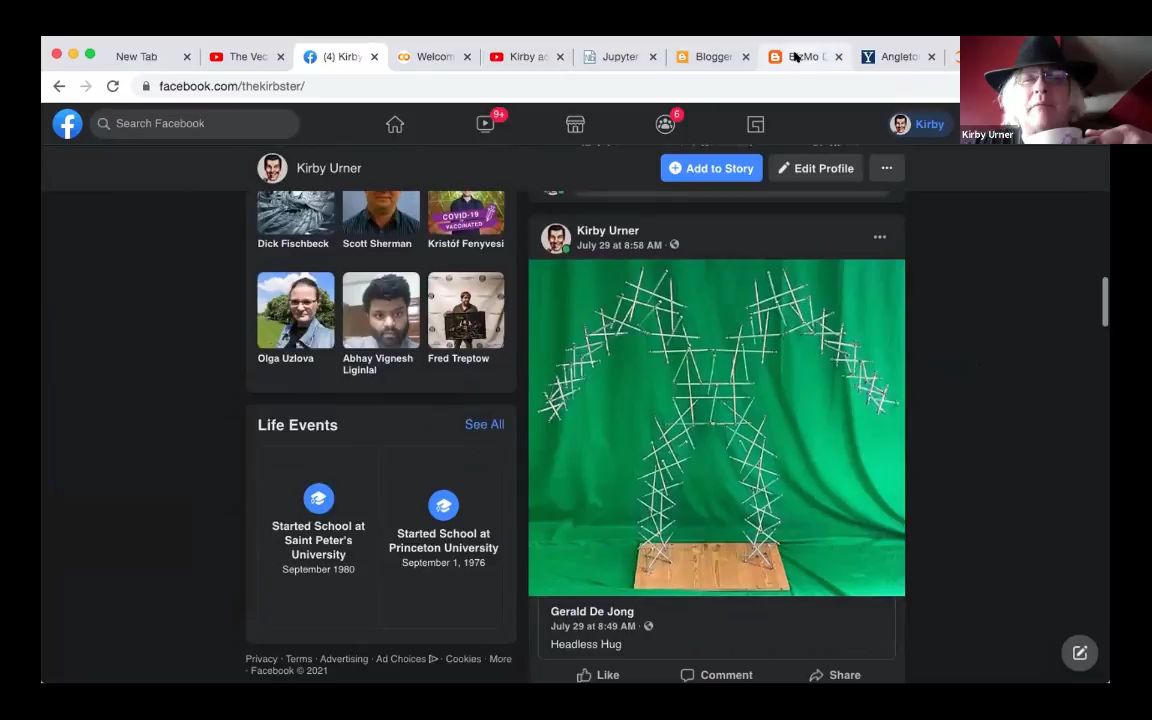 New Tab
The Vec
(4) Kirby
Welcom
Kirby ac
Jupyter
Blogger
Angleto
facebook.com/thekirbster/
Search Facebook
9+
6
Kirby
Kirby Urner
Kirby Urner
Add to Story
Edit Profile
COVID-19
VACCINATED
Dick Fischbeck
Scott Sherman
Kristóf Fenyvesi
Olga Uzlova
Abhay Vignesh
Liginlal
Fred Treptow
Life Events
See All
Started School at
Saint Peter's
University
September 1980
Started School at
Princeton University
September 1, 1976
Privacy · Terms · Advertising · Ad Choices · Cookies · More
· Facebook © 2021
Kirby Urner
July 29 at 8:58 AM ·
Gerald De Jong
July 29 at 8:49 AM ·
Headless Hug
Like
Comment
Share